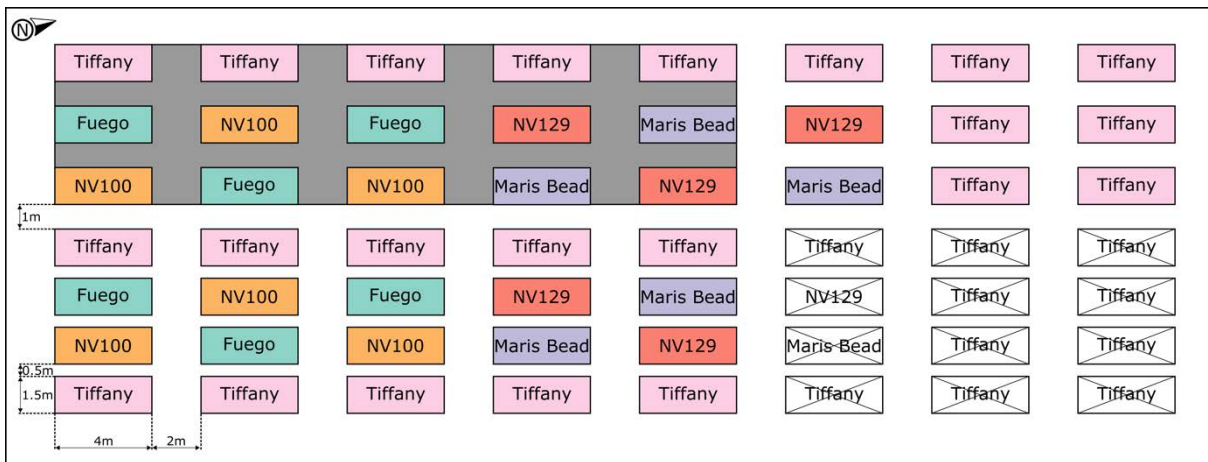 N
Tiffany Tiffany Tiffany Tiffany Tiffany Tiffany Tiffany Tiffany
Fuego NV100 Fuego NV129 Maris Bead NV129 Tiffany Tiffany
NV100 Fuego NV100 Maris Bead NV129 Maris Bead Tiffany Tiffany
1m
Tiffany Tiffany Tiffany Tiffany Tiffany Tiffany Tiffany Tiffany
Fuego NV100 Fuego NV129 Maris Bead NV129 Tiffany Tiffany
NV100 Fuego NV100 Maris Bead NV129 Maris Bead Tiffany Tiffany
0.5m
1.5m Tiffany Tiffany Tiffany Tiffany Tiffany Tiffany Tiffany Tiffany
4m 2m